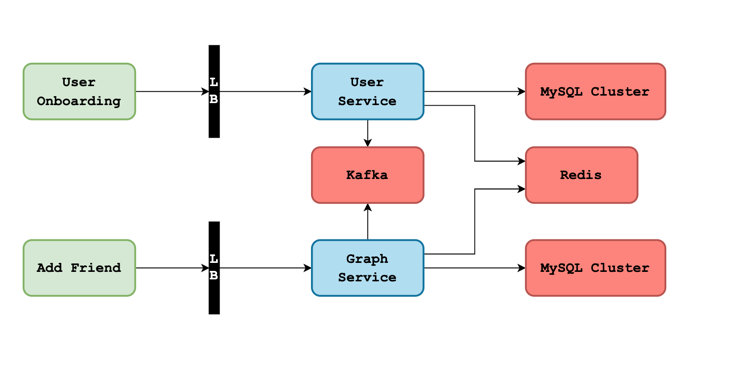 User
Onboarding
L
B
User
Service
MySQL Cluster
Kafka
Redis
Add Friend
L
B
Graph
Service
MySQL Cluster